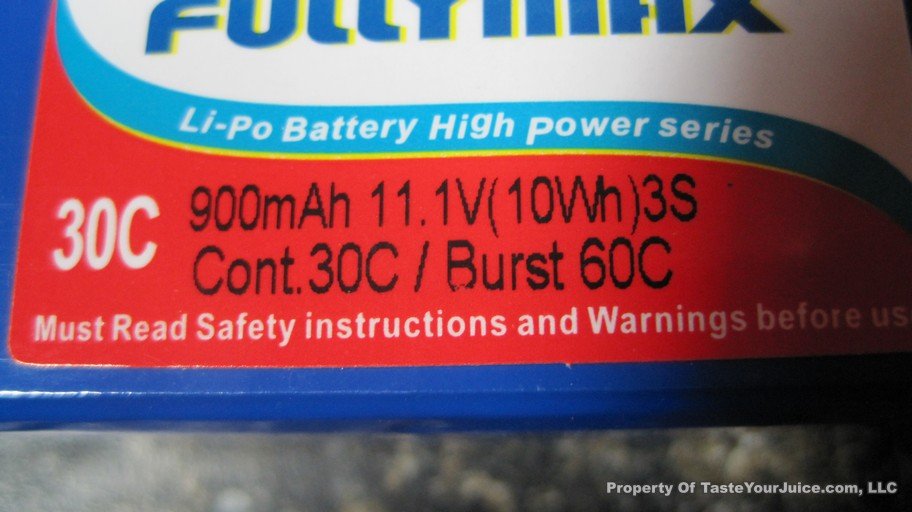 FULLYMAX
Li-Po Battery High power series
30C
900mAh 11.1V(10Wh)3S
Cont.30C / Burst 60C
Must Read Safety instructions and Warnings before us
Property Of TasteYourJuice.com, LLC